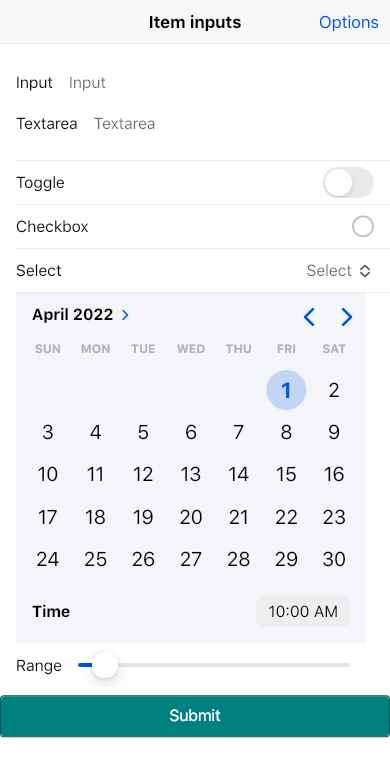 Item inputs Options
Input Input
Textarea Textarea
Toggle
Checkbox
Select Select
April 2022
SUN MON TUE WED THU FRI SAT
1 2
3 4 5 6 7 8 9
10 11 12 13 14 15 16
17 18 19 20 21 22 23
24 25 26 27 28 29 30
Time 10:00 AM
Range
Submit